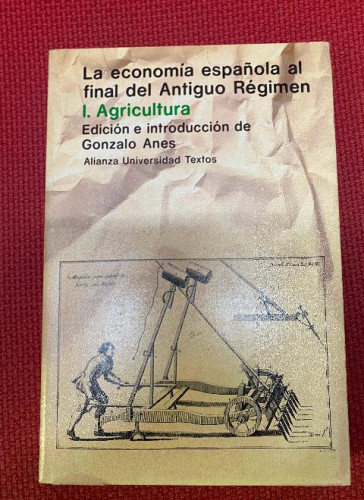 La economía española al
final del Antiguo Régimen
I. Agricultura
Edición e introducción de
Gonzalo Anes
Alianza Universidad Textos